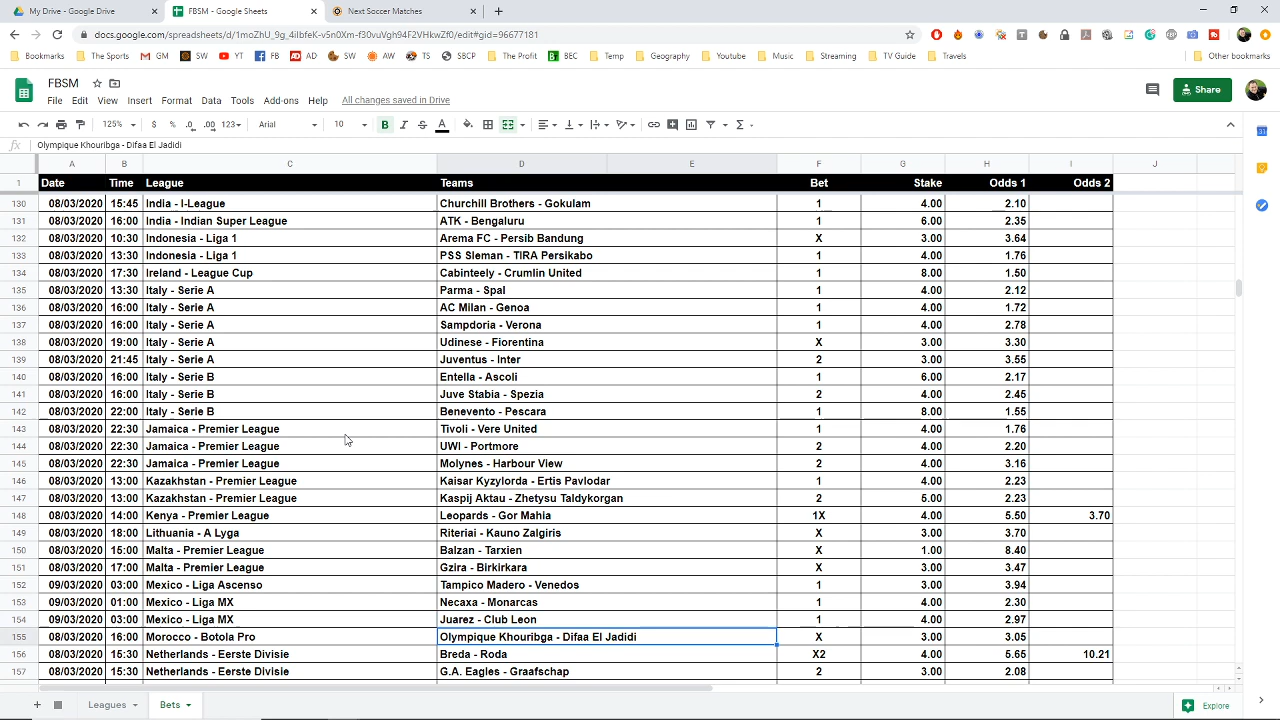 My Drive - Google Drive
FBSM - Google Sheets
Next Soccer Matches
docs.google.com/spreadsheets/d/1moZhU_9g_4iIbfeK-v5n0Xm-f30vuVgh94F2VHkwZf0/edit#gid=96677181
Bookmarks The Sports GM SW YT FB AD SW AW TS SBCP The Profit BEC Temp Geography Youtube Music Streaming TV Guide Travels Other bookmarks
FBSM
File Edit View Insert Format Data Tools Add-ons Help All changes saved in Drive
Share
125% $ % .0 .00 123 Arial 10 B I S A
fx Olympique Khouribga - Difaa El Jadidi
A B C D E F G H I J
1 Date Time League Teams Bet Stake Odds 1 Odds 2
130 08/03/2020 15:45 India - I-League Churchill Brothers - Gokulam 1 4.00 2.10
131 08/03/2020 16:00 India - Indian Super League ATK - Bengaluru 1 6.00 2.35
132 08/03/2020 10:30 Indonesia - Liga 1 Arema FC - Persib Bandung X 3.00 3.64
133 08/03/2020 13:30 Indonesia - Liga 1 PSS Sleman - TIRA Persikabo 1 4.00 1.76
134 08/03/2020 17:30 Ireland - League Cup Cabinteely - Crumlin United 1 8.00 1.50
135 08/03/2020 13:30 Italy - Serie A Parma - Spal 1 4.00 2.12
136 08/03/2020 16:00 Italy - Serie A AC Milan - Genoa 1 4.00 1.72
137 08/03/2020 16:00 Italy - Serie A Sampdoria - Verona 1 4.00 2.78
138 08/03/2020 19:00 Italy - Serie A Udinese - Fiorentina X 3.00 3.30
139 08/03/2020 21:45 Italy - Serie A Juventus - Inter 2 3.00 3.55
140 08/03/2020 16:00 Italy - Serie B Entella - Ascoli 1 6.00 2.17
141 08/03/2020 16:00 Italy - Serie B Juve Stabia - Spezia 2 4.00 2.45
142 08/03/2020 22:00 Italy - Serie B Benevento - Pescara 1 8.00 1.55
143 08/03/2020 22:30 Jamaica - Premier League Tivoli - Vere United 1 4.00 1.76
144 08/03/2020 22:30 Jamaica - Premier League UWI - Portmore 2 4.00 2.20
145 08/03/2020 22:30 Jamaica - Premier League Molynes - Harbour View 2 4.00 3.16
146 08/03/2020 13:00 Kazakhstan - Premier League Kaisar Kyzylorda - Ertis Pavlodar 1 4.00 2.23
147 08/03/2020 13:00 Kazakhstan - Premier League Kaspij Aktau - Zhetysu Taldykorgan 2 5.00 2.23
148 08/03/2020 14:00 Kenya - Premier League Leopards - Gor Mahia 1X 4.00 5.50 3.70
149 08/03/2020 18:00 Lithuania - A Lyga Riteriai - Kauno Zalgiris X 3.00 3.70
150 08/03/2020 15:00 Malta - Premier League Balzan - Tarxien X 1.00 8.40
151 08/03/2020 17:00 Malta - Premier League Gzira - Birkirkara X 3.00 3.47
152 09/03/2020 03:00 Mexico - Liga Ascenso Tampico Madero - Venedos 1 3.00 3.94
153 09/03/2020 01:00 Mexico - Liga MX Necaxa - Monarcas 1 4.00 2.30
154 09/03/2020 03:00 Mexico - Liga MX Juarez - Club Leon 1 4.00 2.97
155 08/03/2020 16:00 Morocco - Botola Pro Olympique Khouribga - Difaa El Jadidi X 3.00 3.05
156 08/03/2020 15:30 Netherlands - Eerste Divisie Breda - Roda X2 4.00 5.65 10.21
157 08/03/2020 15:30 Netherlands - Eerste Divisie G.A. Eagles - Graafschap 2 3.00 2.08
Leagues Bets Explore